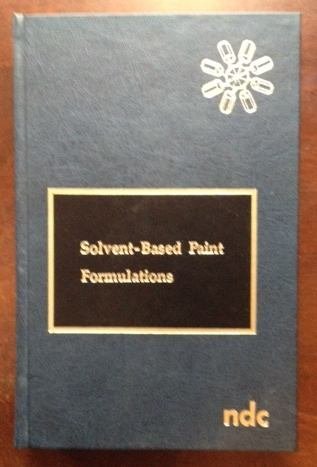 Solvent-Based Paint
Formulations
ndc